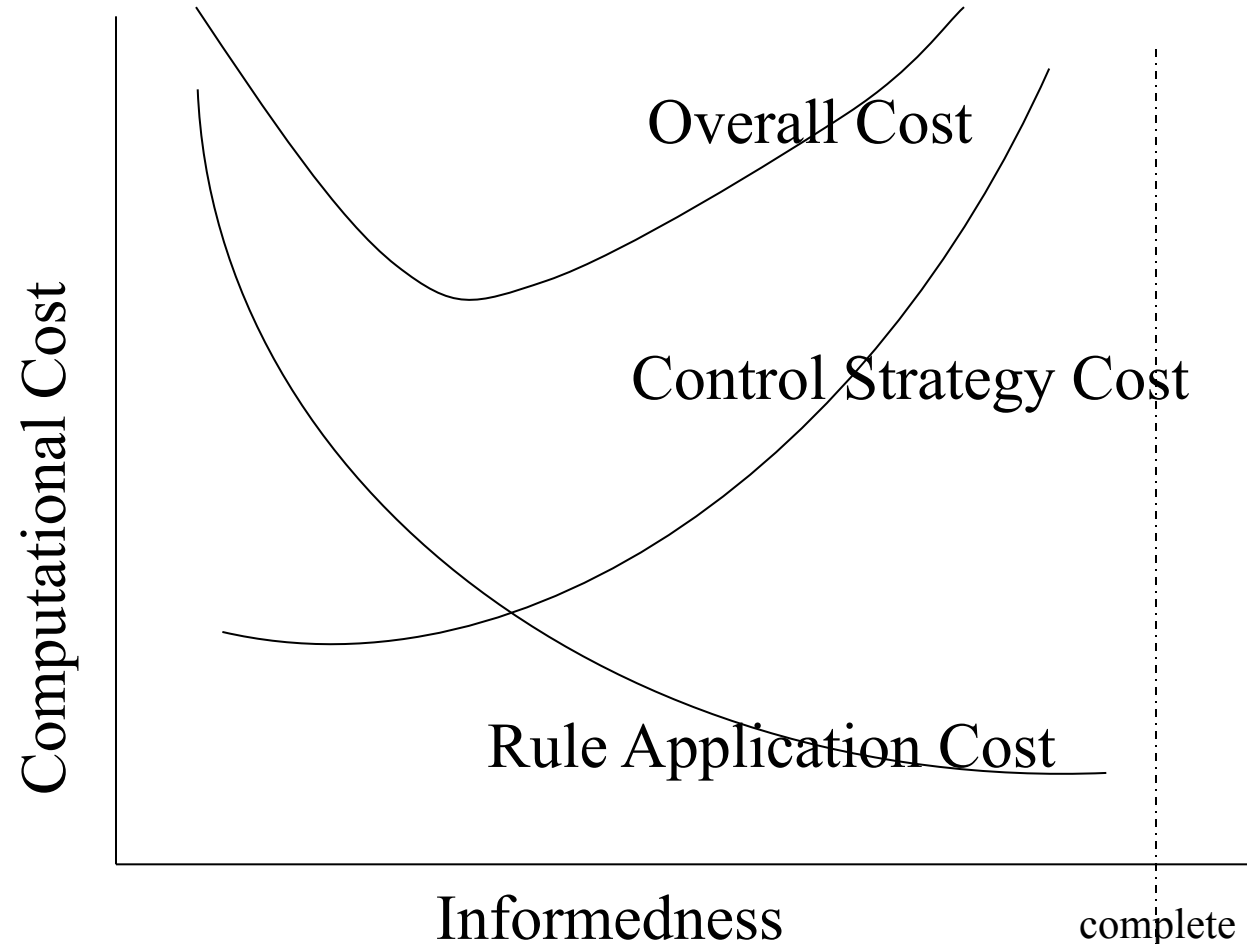 Overall Cost
Control Strategy Cost
Computational Cost
Rule Application Cost
Informedness
complete